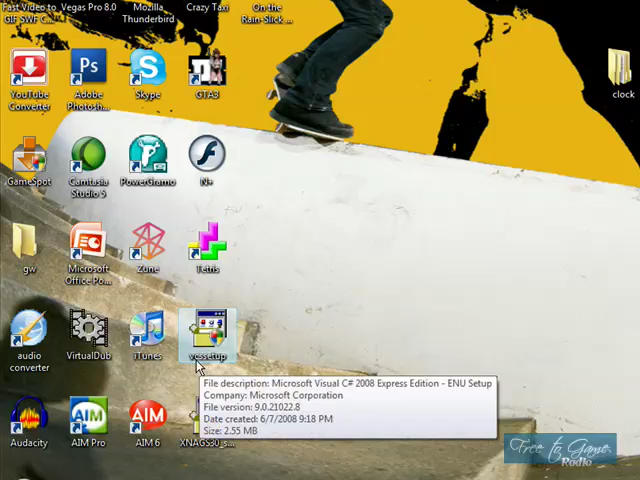 Fast Video to GIF SWF C...
Vegas Pro 8.0
Mozilla Thunderbird
Crazy Taxi
On the Rain-Slick ...
YouTube Converter
Ps
Adobe Photosh...
Skype
GTA3
clock
GameSpot
Camtasia Studio 5
PowerGramo
N+
gw
Microsoft Office Po...
Zune
Tetris
audio converter
VirtualDub
iTunes
vcssetup
File description: Microsoft Visual C# 2008 Express Edition - ENU Setup
Company: Microsoft Corporation
File version: 9.0.21022.8
Date created: 6/7/2008 9:18 PM
Size: 2.55 MB
Audacity
AIM
AIM Pro
AIM
AIM 6
XNAGS30_s...
Free to Game
Radio